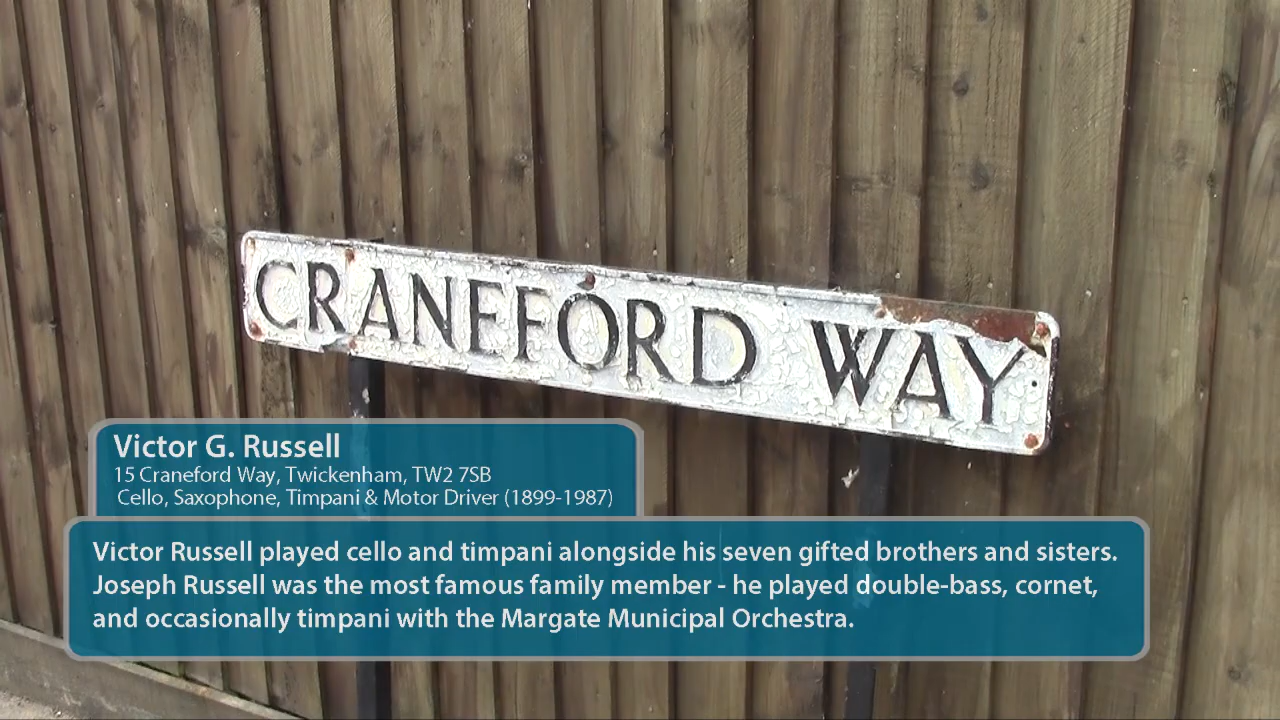 CRANEFORD WAY
Victor G. Russell
15 Craneford Way, Twickenham, TW2 7SB
Cello, Saxophone, Timpani & Motor Driver (1899-1987)
Victor Russell played cello and timpani alongside his seven gifted brothers and sisters.
Joseph Russell was the most famous family member - he played double-bass, cornet,
and occasionally timpani with the Margate Municipal Orchestra.